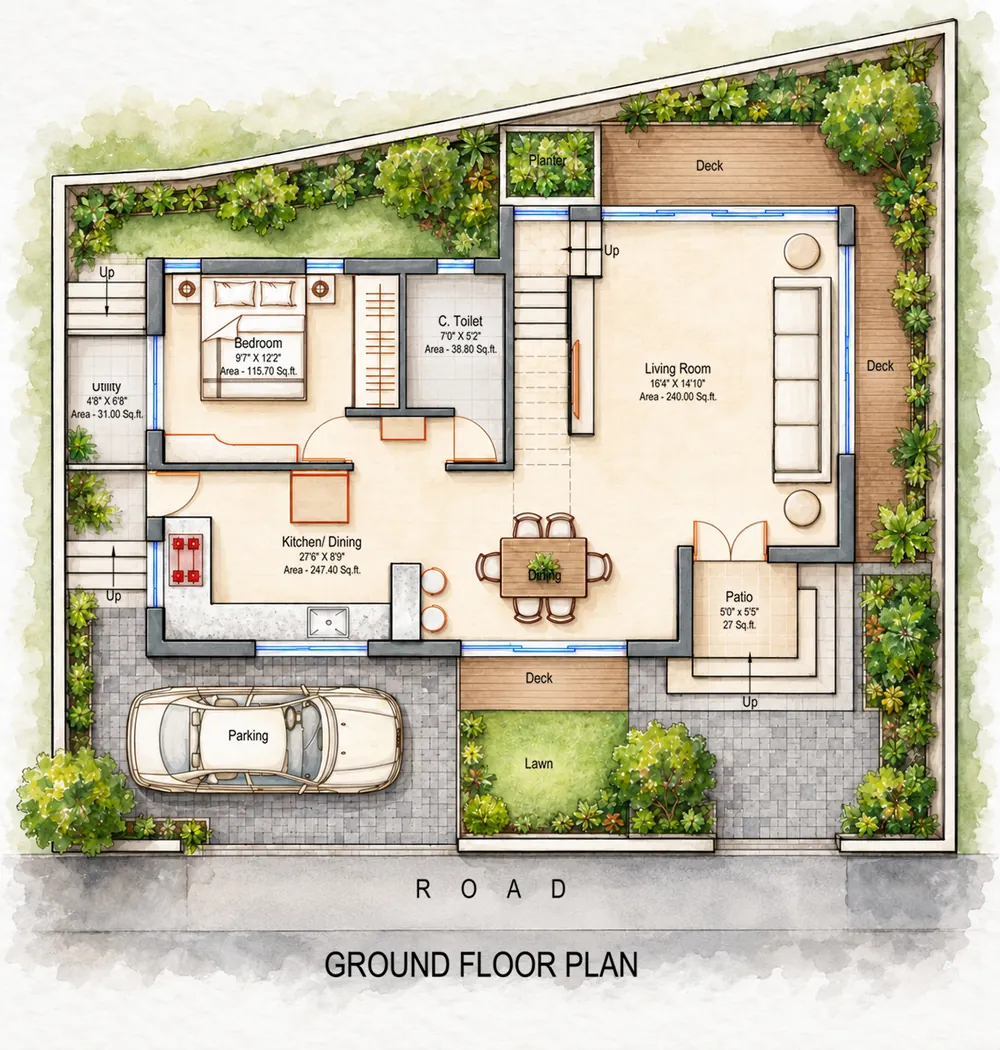 Planter
Deck
Up
Up
C. Toilet
7'0" X 5'2"
Area - 38.80 Sq.ft.
Bedroom
9'7" X 12'2"
Area - 115.70 Sq.ft.
Living Room
16'4" X 14'10"
Area - 240.00 Sq.ft.
Deck
Utility
4'8" X 6'8"
Area - 31.00 Sq.ft.
Kitchen/ Dining
27'6" X 8'9"
Area - 247.40 Sq.ft.
Dining
Up
Patio
5'0" x 5'5"
27 Sq.ft.
Deck
Up
Parking
Lawn
R O A D
GROUND FLOOR PLAN